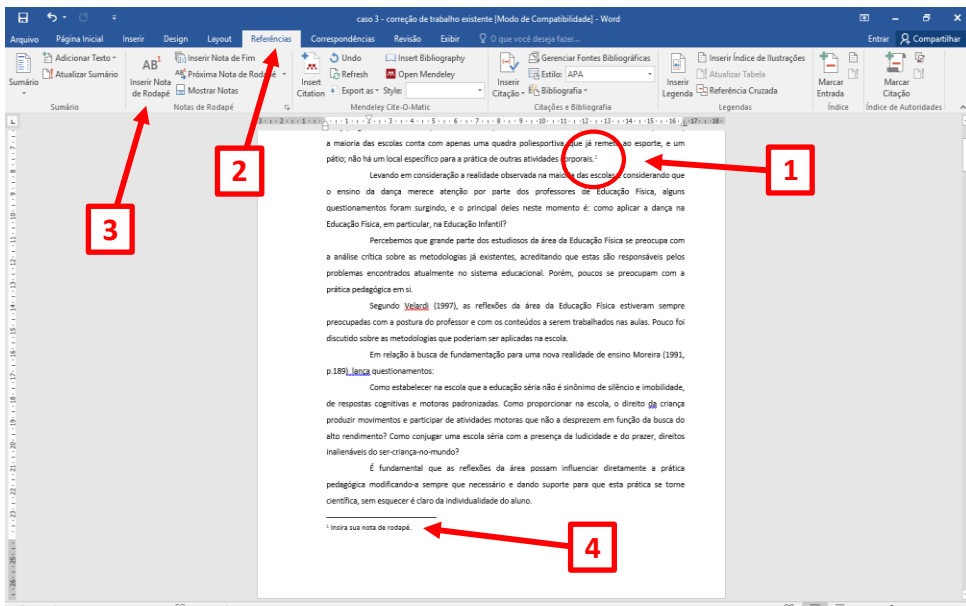 caso 3 - correção de trabalho existente [Modo de Compatibilidade] - Word
Arquivo Página Inicial Inserir Design Layout Referências Correspondências Revisão Exibir O que você deseja fazer... Entrar Compartilhar
Sumário
Adicionar Texto
Atualizar Sumário
Sumário
AB¹
Inserir Nota de Rodapé
Inserir Nota de Fim
Próxima Nota de Rodapé
Mostrar Notas
Notas de Rodapé
Insert Citation
Undo
Refresh
Export as
Insert Bibliography
Open Mendeley
Style:
Mendeley Cite-O-Matic
Inserir Citação
Gerenciar Fontes Bibliográficas
Estilo: APA
Bibliografia
Citações e Bibliografia
Inserir Legenda
Inserir Índice de Ilustrações
Atualizar Tabela
Referência Cruzada
Legendas
Marcar Entrada
Índice
Marcar Citação
Índice de Autoridades
a maioria das escolas conta com apenas uma quadra poliesportiva que já remete ao esporte, e um
pátio; não há um local específico para a prática de outras atividades corporais.¹
Levando em consideração a realidade observada na maioria das escolas e considerando que
o ensino da dança merece atenção por parte dos professores de Educação Física, alguns
questionamentos foram surgindo, e o principal deles neste momento é: como aplicar a dança na
Educação Física, em particular, na Educação Infantil?
Percebemos que grande parte dos estudiosos da área da Educação Física se preocupa com
a análise crítica sobre as metodologias já existentes, acreditando que estas são responsáveis pelos
problemas encontrados atualmente no sistema educacional. Porém, poucos se preocupam com a
prática pedagógica em si.
Segundo Velardi (1997), as reflexões da área da Educação Física estiveram sempre
preocupadas com a postura do professor e com os conteúdos a serem trabalhados nas aulas. Pouco foi
discutido sobre as metodologias que poderiam ser aplicadas na escola.
Em relação à busca de fundamentação para uma nova realidade de ensino Moreira (1991,
p.189), lança questionamentos:
Como estabelecer na escola que a educação séria não é sinônimo de silêncio e imobilidade,
de respostas cognitivas e motoras padronizadas. Como proporcionar na escola, o direito da criança
produzir movimentos e participar de atividades motoras que não a desprezem em função da busca do
alto rendimento? Como conjugar uma escola séria com a presença da ludicidade e do prazer, direitos
inalienáveis do ser-criança-no-mundo?
É fundamental que as reflexões da área possam influenciar diretamente a prática
pedagógica modificando-a sempre que necessário e dando suporte para que esta prática se torne
científica, sem esquecer é claro da individualidade do aluno.
¹ Insira sua nota de rodapé.
1
2
3
4